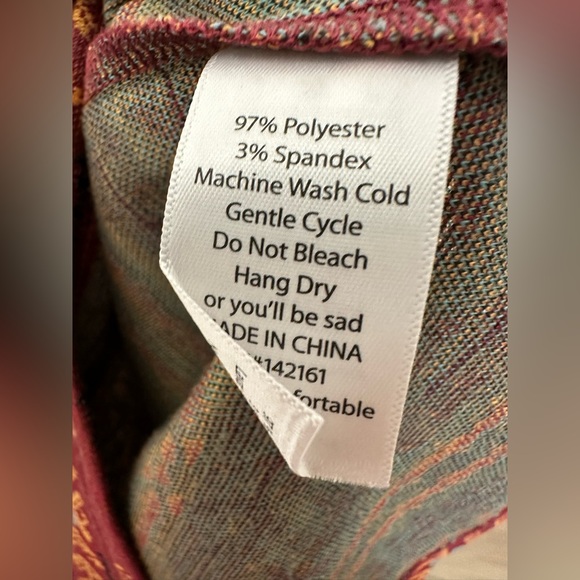 97% Polyester
3% Spandex
Machine Wash Cold
Gentle Cycle
Do Not Bleach
Hang Dry
or you'll be sad
ADE IN CHINA
#142161
fortable